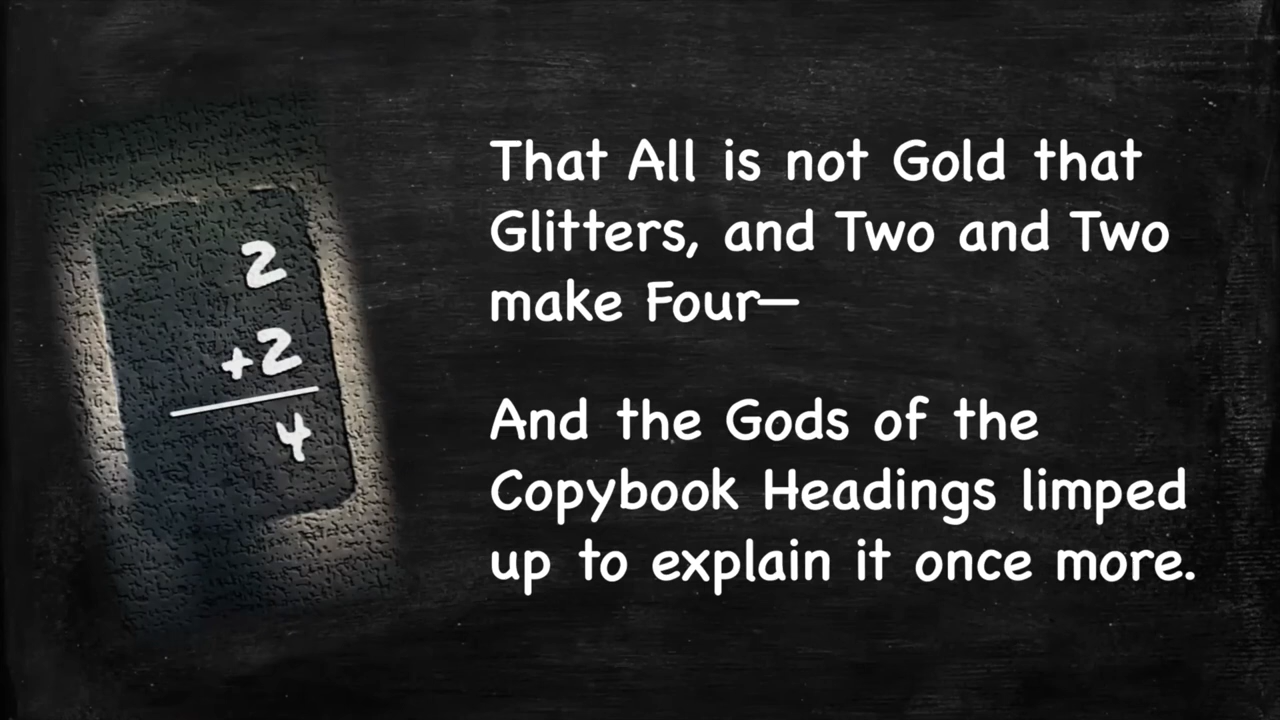 2
+2
4
That All is not Gold that
Glitters, and Two and Two
make Four—
And the Gods of the
Copybook Headings limped
up to explain it once more.